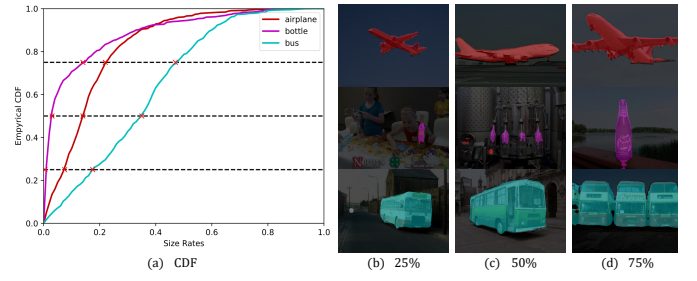 1.0
0.8
0.6
0.4
0.2
0.0
Empyrical CDF
airplane
bottle
bus
0.0 0.2 0.4 0.6 0.8 1.0
Size Rates
(a) CDF
(b) 25%
(c) 50%
(d) 75%